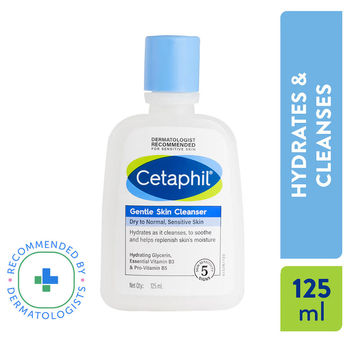 DERMATOLOGIST
RECOMMENDED
FOR SENSITIVE SKIN
Cetaphil®
Gentle Skin Cleanser
Dry to Normal, Sensitive Skin
Hydrates as it cleanses, to soothe
and helps replenish skin's moisture
Hydrating Glycerin,
Essential Vitamin B3
& Pro-Vitamin B5
5
Net Qty.: 125 mL
RECOMMENDED BY
DERMATOLOGISTS
HYDRATES &
CLEANSES
125
ml